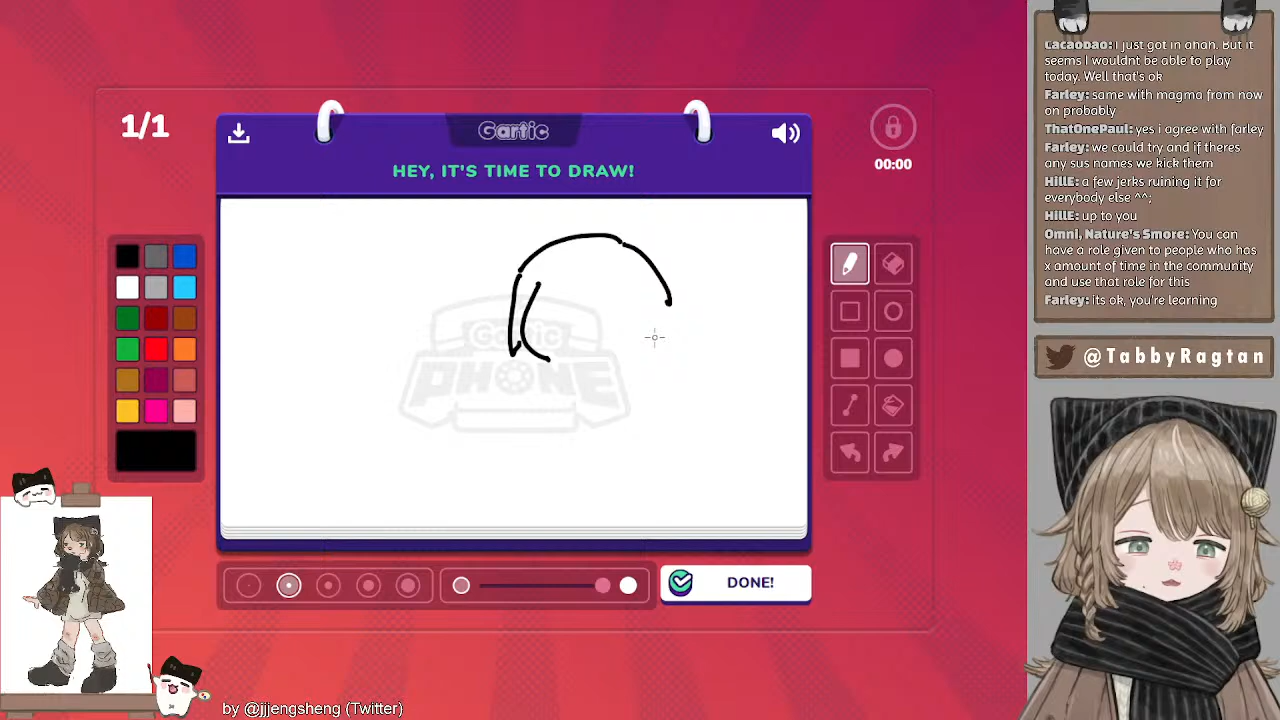 1/1
Gartic
HEY, IT'S TIME TO DRAW!
00:00
Gartic
PHONE
DONE!
by @jjjengsheng (Twitter)
Cacaobao: I just got in ahah. But it
seems I wouldnt be able to play
today. Well that's ok
Farley: same with magma from now
on probably
ThatOnePaul: yes i agree with farley
Farley: we could try and if theres
any sus names we kick them
HillE: a few jerks ruining it for
everybody else ^^;
HillE: up to you
Omni, Nature's Smore: You can
have a role given to people who has
x amount of time in the community
and use that role for this
Farley: its ok, you're learning
@TabbyRagtan